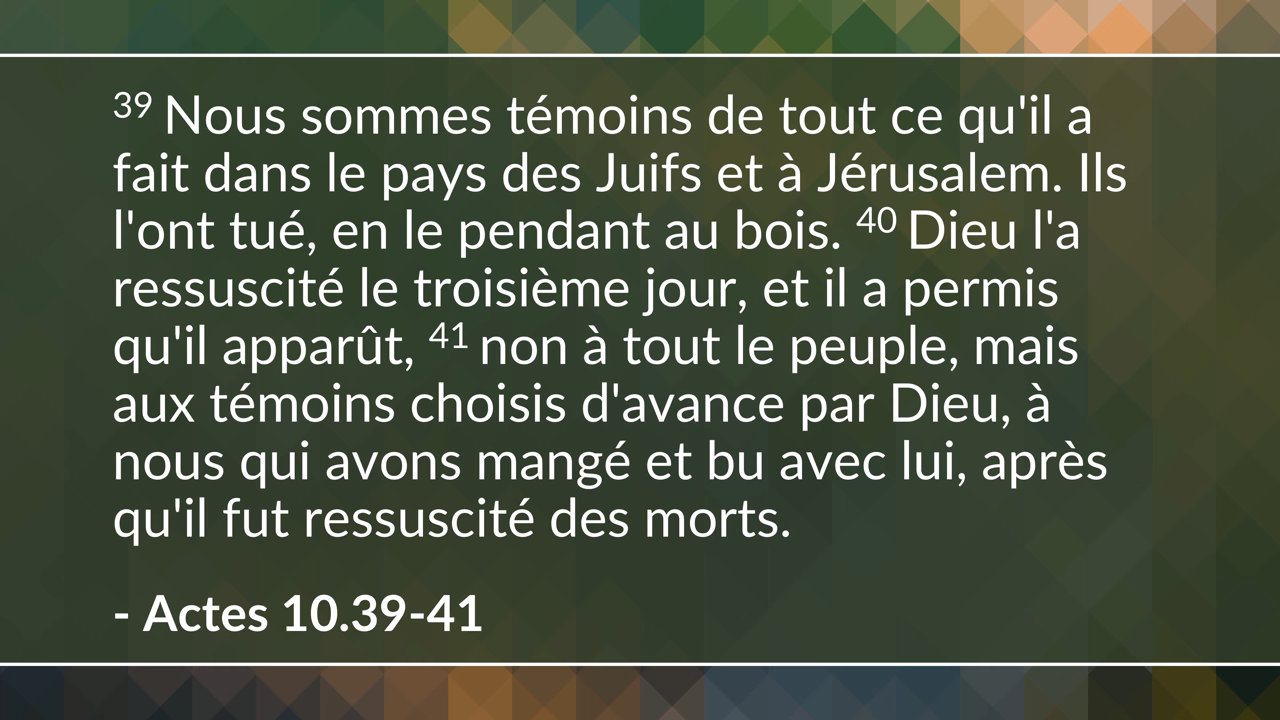 39 Nous sommes témoins de tout ce qu'il a
fait dans le pays des Juifs et à Jérusalem. Ils
l'ont tué, en le pendant au bois. 40 Dieu l'a
ressuscité le troisième jour, et il a permis
qu'il apparût, 41 non à tout le peuple, mais
aux témoins choisis d'avance par Dieu, à
nous qui avons mangé et bu avec lui, après
qu'il fut ressuscité des morts.
- Actes 10.39-41